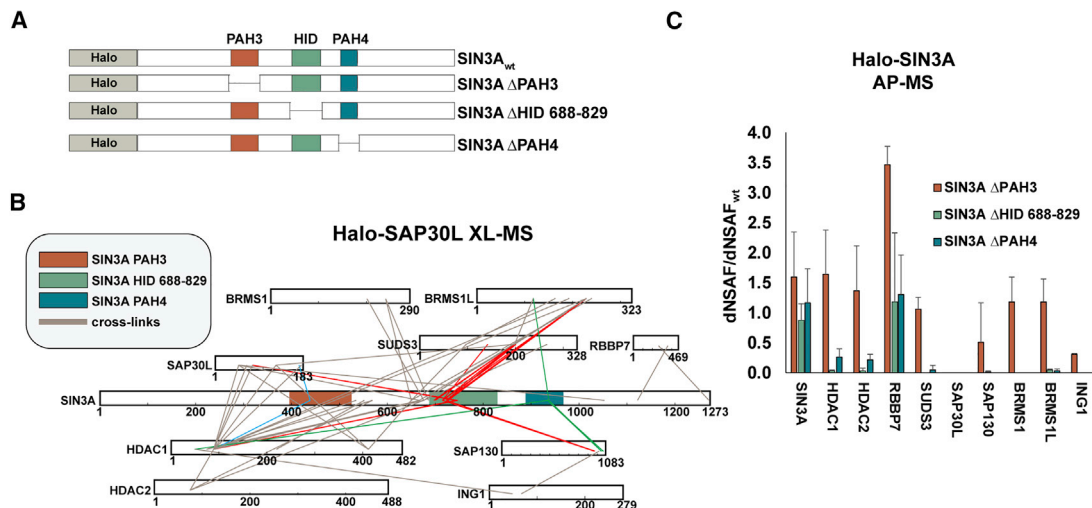 A
PAH3 HID PAH4
Halo SIN3Awt
Halo SIN3A ΔPAH3
Halo SIN3A ΔHID 688-829
Halo SIN3A ΔPAH4
B
Halo-SAP30L XL-MS
SIN3A PAH3
SIN3A HID 688-829
SIN3A PAH4
cross-links
BRMS1
1 290
BRMS1L
1 323
SUDS3
1 200 328
RBBP7
1 469
SAP30L
1 183
SIN3A
1 200 400 600 800 1000 1200 1273
HDAC1
1 200 400 482
SAP130
1 1083
HDAC2
1 200 400 488
ING1
1 200 279
C
Halo-SIN3A
AP-MS
dNSAF/dNSAFwt
4.0
3.5
3.0
2.5
2.0
1.5
1.0
0.5
0.0
SIN3A ΔPAH3
SIN3A ΔHID 688-829
SIN3A ΔPAH4
SIN3A
HDAC1
HDAC2
RBBP7
SUDS3
SAP30L
SAP130
BRMS1
BRMS1L
ING1